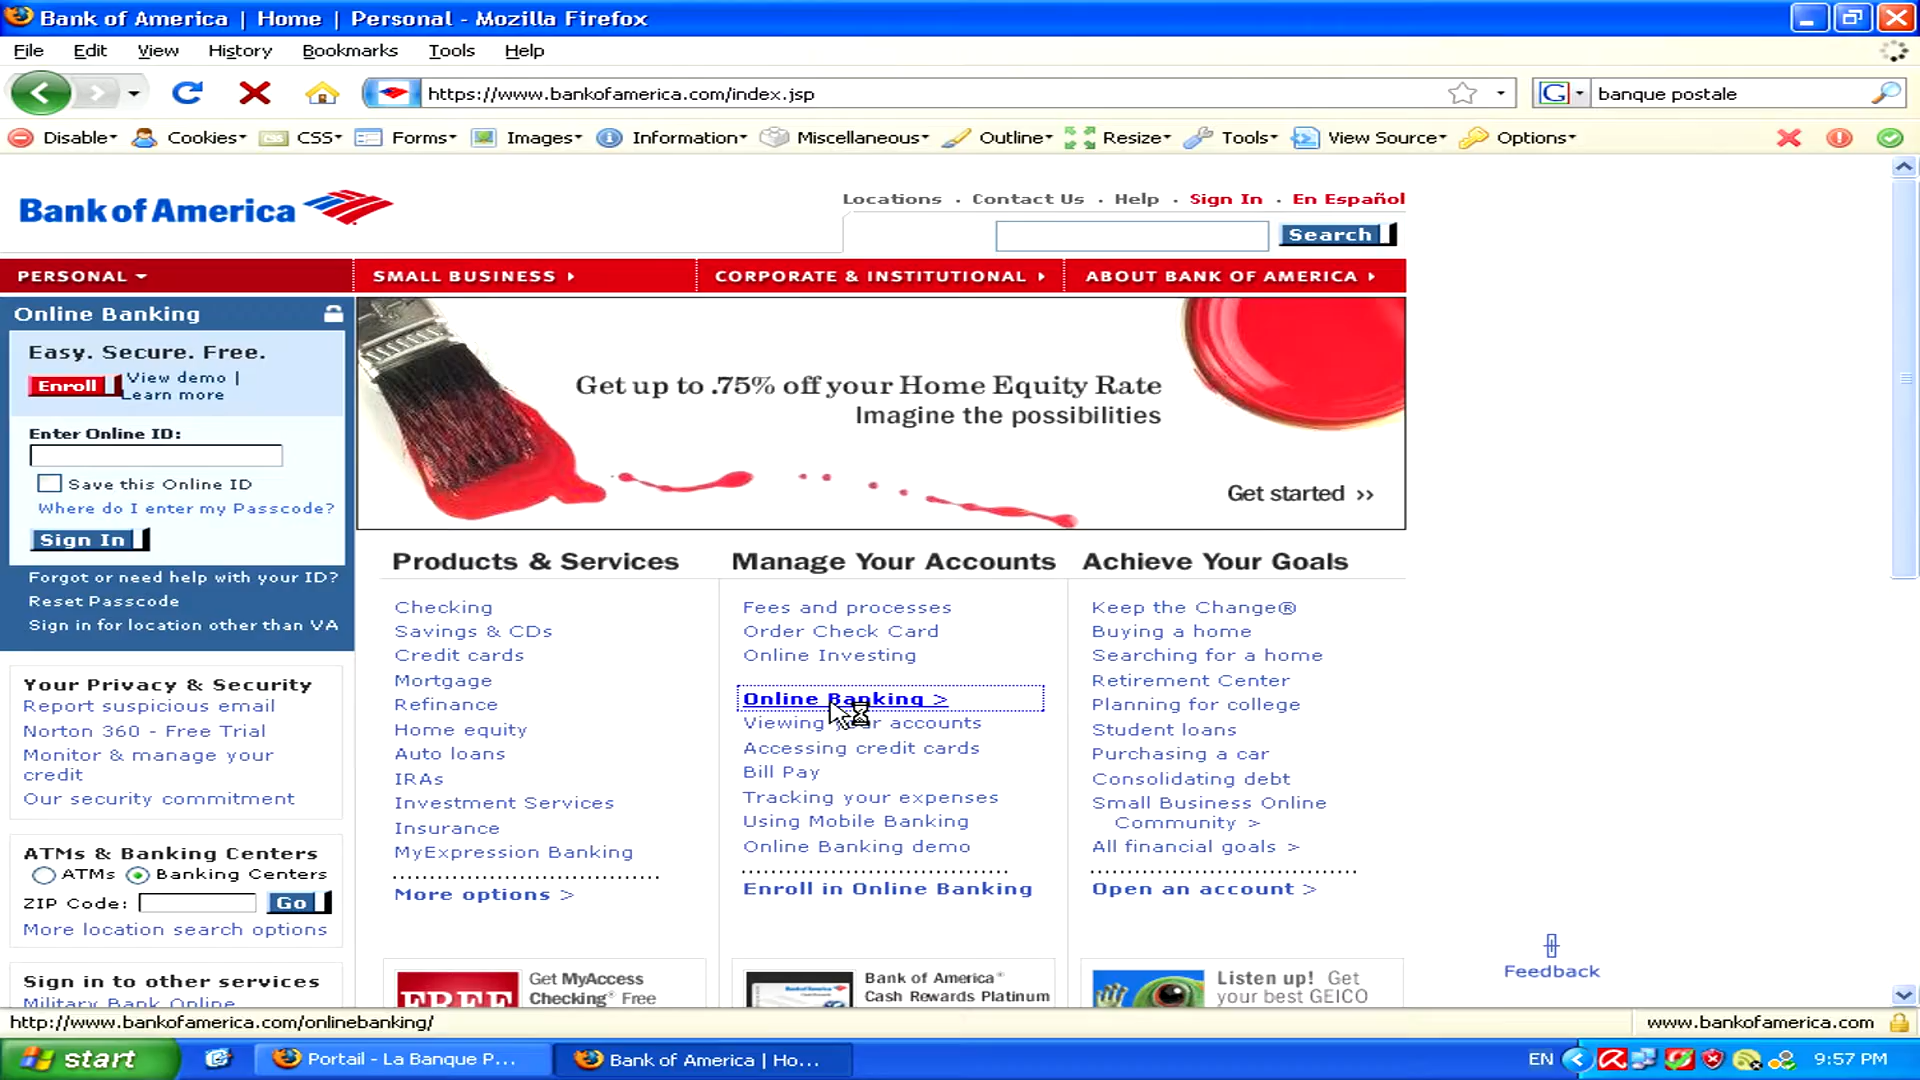 Bank of America | Home | Personal - Mozilla Firefox
File Edit View History Bookmarks Tools Help
https://www.bankofamerica.com/index.jsp
G
banque postale
Disable Cookies CSS Forms Images Information Miscellaneous Outline Resize Tools View Source Options
Bank of America
Locations . Contact Us . Help . Sign In . En Español
Search
PERSONAL
SMALL BUSINESS
CORPORATE & INSTITUTIONAL
ABOUT BANK OF AMERICA
Online Banking
Easy. Secure. Free.
Enroll
View demo |
Learn more
Enter Online ID:
Save this Online ID
Where do I enter my Passcode?
Sign In
Forgot or need help with your ID?
Reset Passcode
Sign in for location other than VA
Get up to .75% off your Home Equity Rate
Imagine the possibilities
Get started >>
Your Privacy & Security
Report suspicious email
Norton 360 - Free Trial
Monitor & manage your
credit
Our security commitment
ATMs & Banking Centers
ATMs Banking Centers
ZIP Code: Go
More location search options
Sign in to other services
Military Bank Online
Products & Services
Checking
Savings & CDs
Credit cards
Mortgage
Refinance
Home equity
Auto loans
IRAs
Investment Services
Insurance
MyExpression Banking
More options >
Manage Your Accounts
Fees and processes
Order Check Card
Online Investing
Online Banking >
Viewing your accounts
Accessing credit cards
Bill Pay
Tracking your expenses
Using Mobile Banking
Online Banking demo
Enroll in Online Banking
Achieve Your Goals
Keep the Change®
Buying a home
Searching for a home
Retirement Center
Planning for college
Student loans
Purchasing a car
Consolidating debt
Small Business Online
Community >
All financial goals >
Open an account >
FREE
Get MyAccess
Checking® Free
Bank of America®
Cash Rewards Platinum
Listen up! Get
your best GEICO
[+]
Feedback
http://www.bankofamerica.com/onlinebanking/
www.bankofamerica.com
start
Portail - La Banque P...
Bank of America | Ho...
EN
9:57 PM